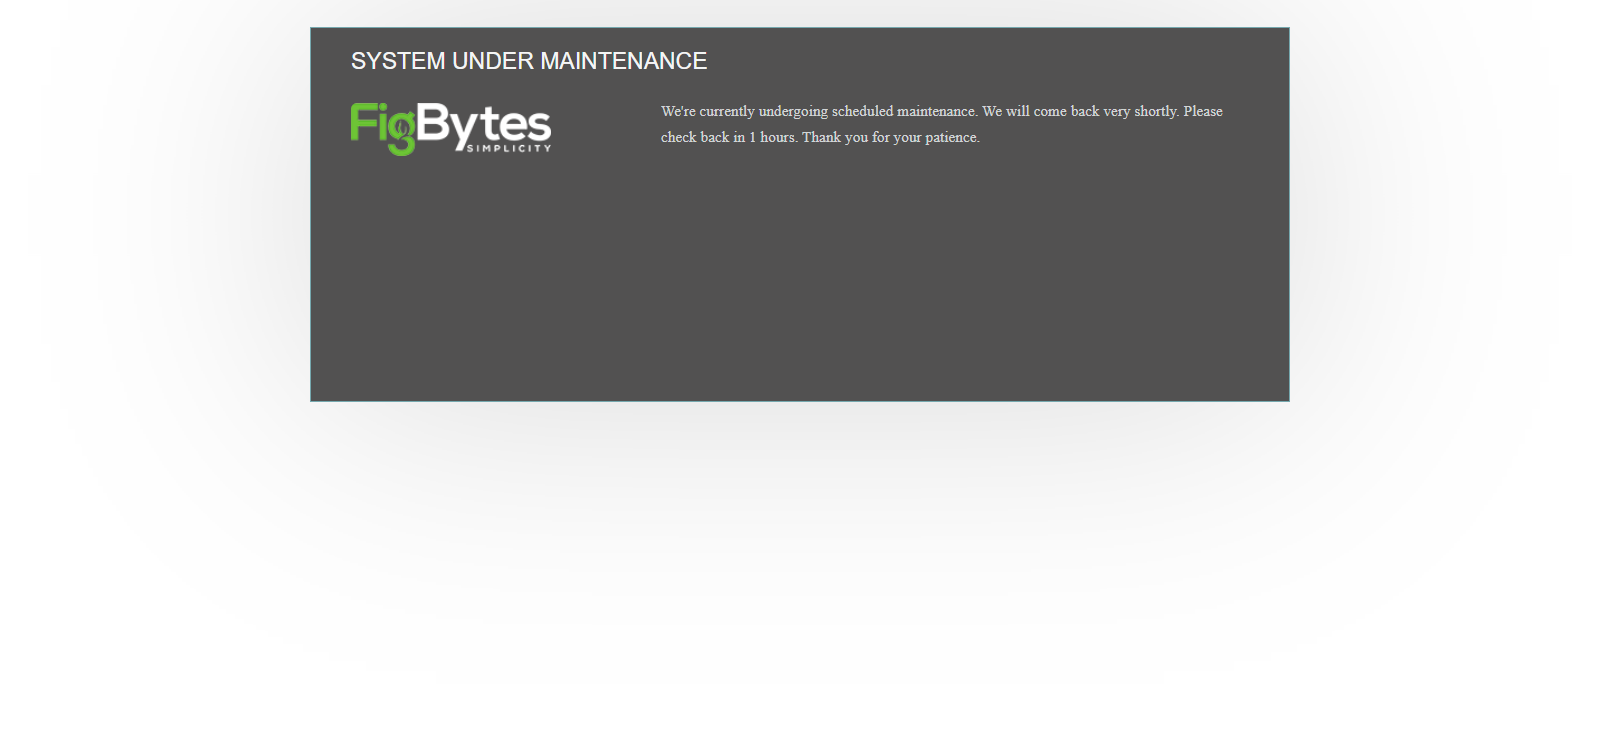 SYSTEM UNDER MAINTENANCE
FigBytes
SIMPLICITY
We're currently undergoing scheduled maintenance. We will come back very shortly. Please
check back in 1 hours. Thank you for your patience.